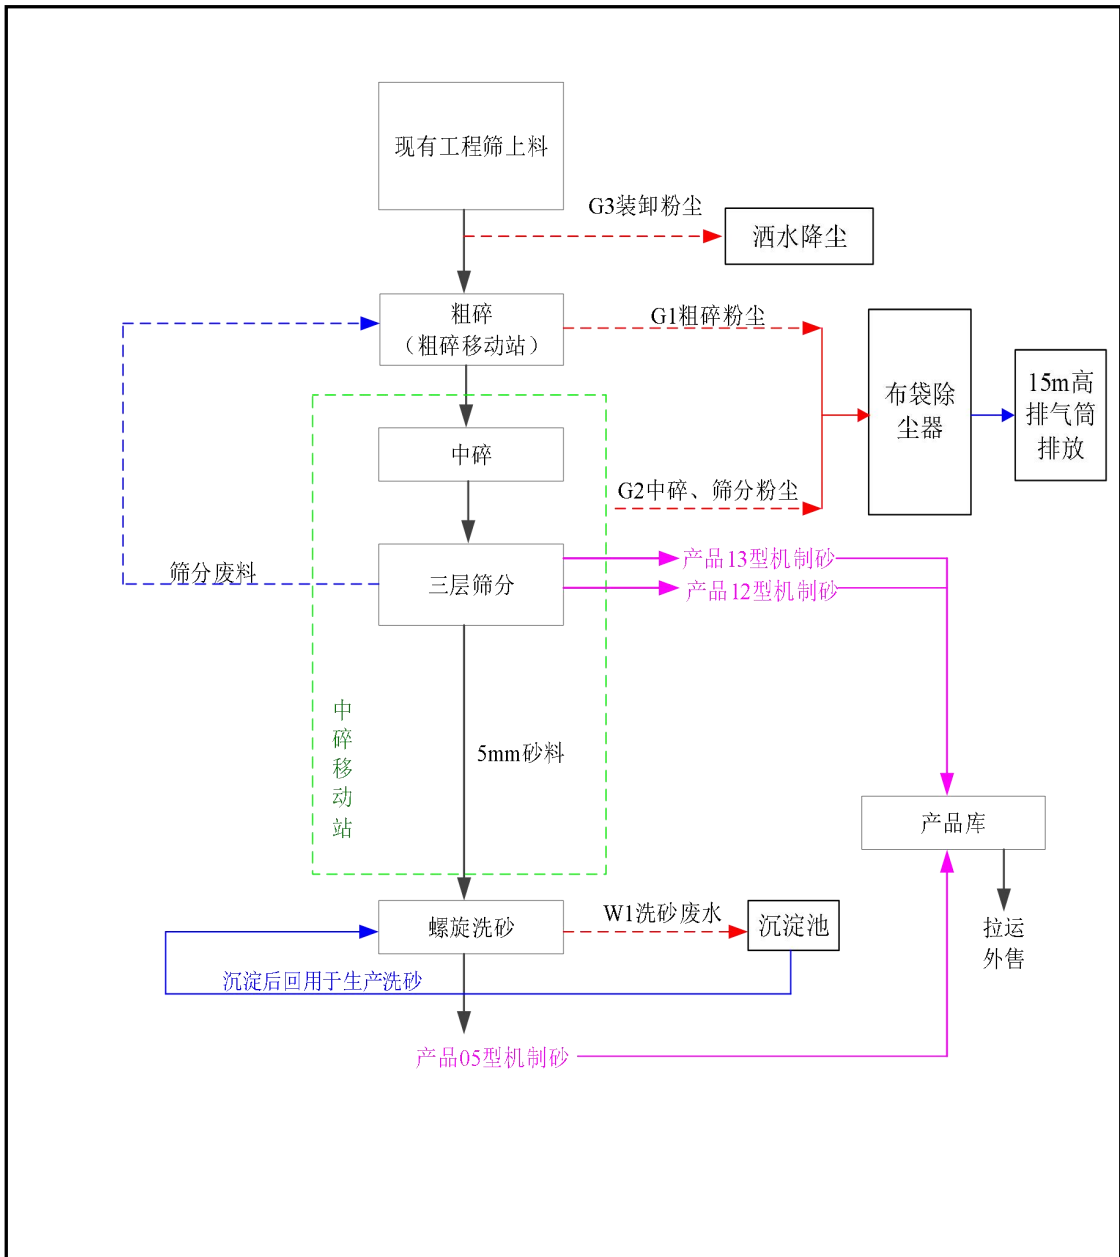 现有工程筛上料
G3装卸粉尘
洒水降尘
粗碎
（粗碎移动站）
G1粗碎粉尘
布袋除
尘器
15m高
排气筒
排放
中碎
G2中碎、筛分粉尘
筛分废料
三层筛分
产品13型机制砂
产品12型机制砂
中
碎
移
动
站
5mm砂料
产品库
螺旋洗砂
W1洗砂废水
沉淀池
拉运
外售
沉淀后回用于生产洗砂
产品05型机制砂